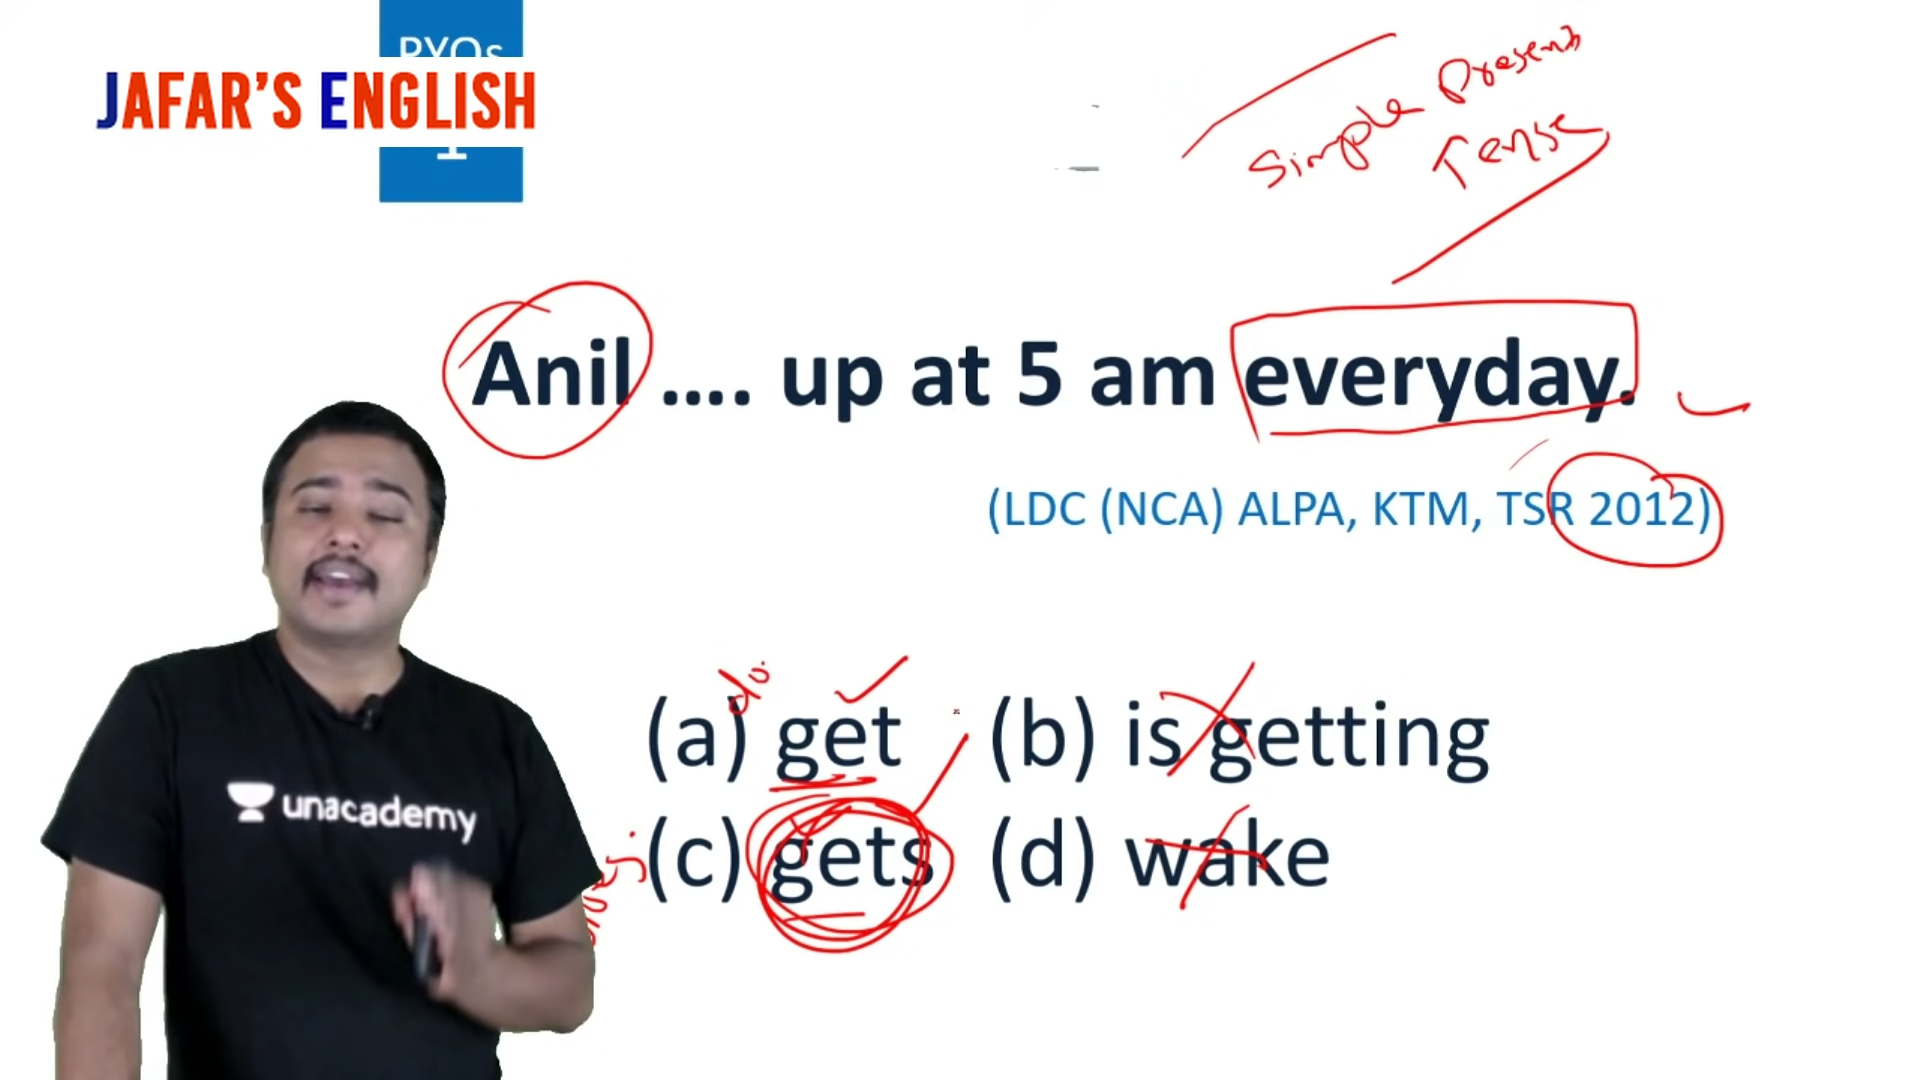 PYQs
JAFAR'S ENGLISH
1
Simple Present
Tense
Anil .... up at 5 am everyday.
(LDC (NCA) ALPA, KTM, TSR 2012)
do
(a) get (b) is getting
(c) gets (d) wake
unacademy